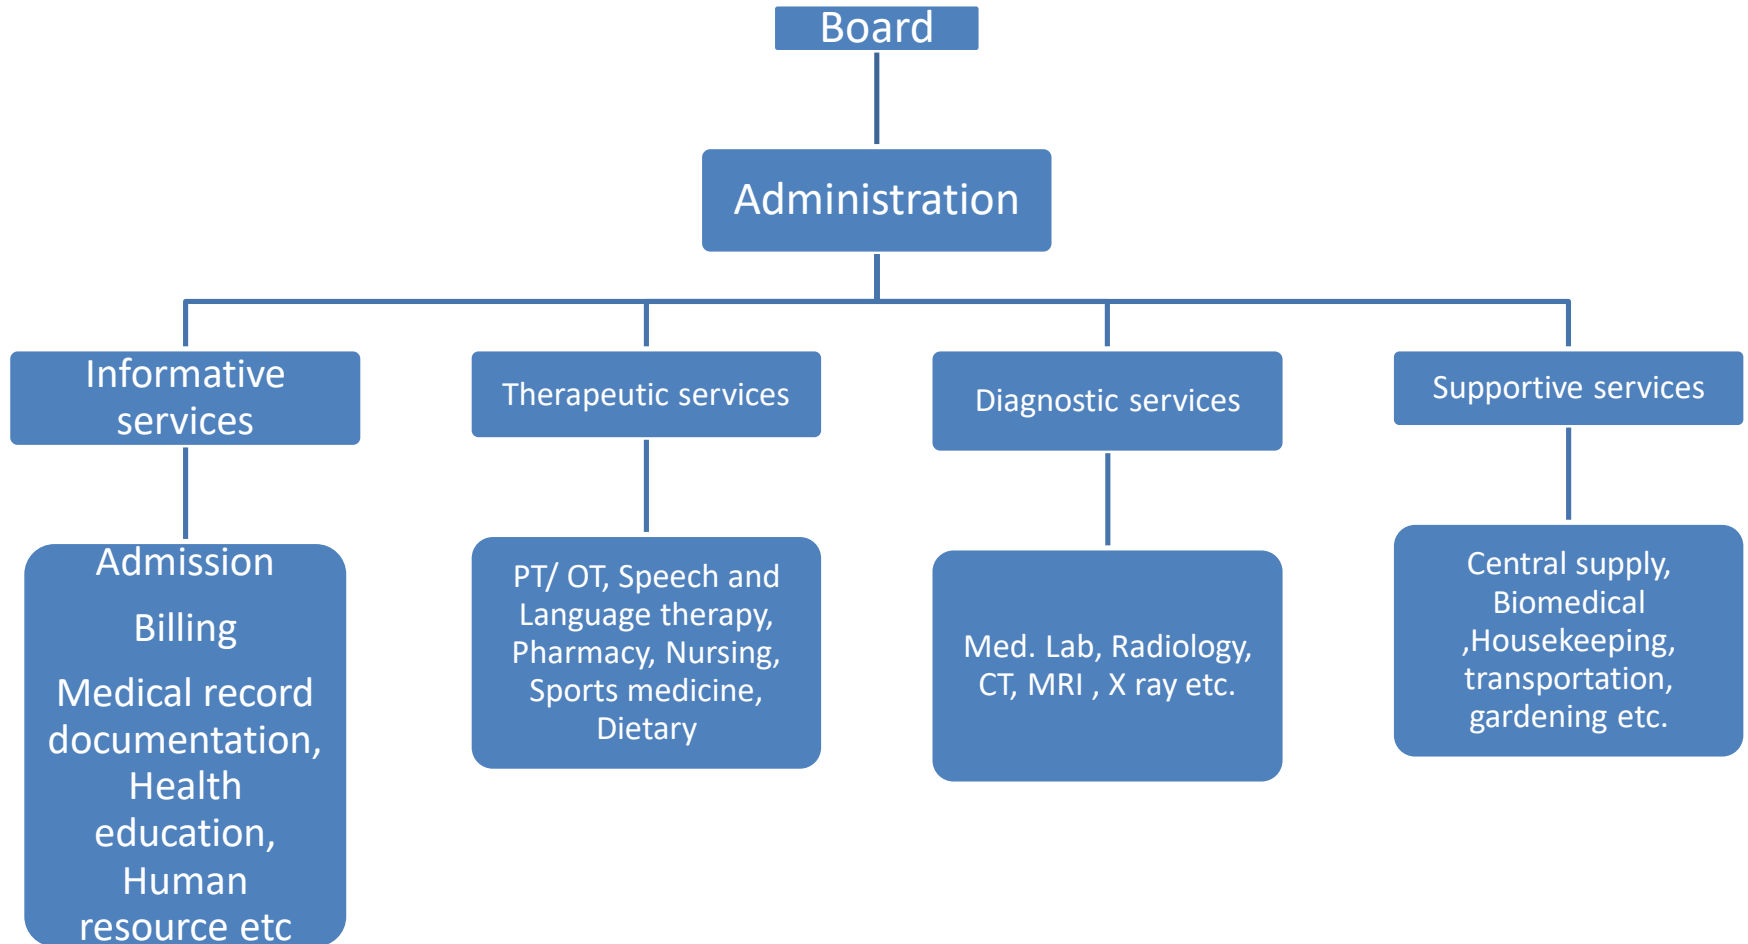 Board
Administration
Informative
services
Therapeutic services
Diagnostic services
Supportive services
Admission
Billing
Medical record
documentation,
Health
education,
Human
resource etc
PT/ OT, Speech and
Language therapy,
Pharmacy, Nursing,
Sports medicine,
Dietary
Med. Lab, Radiology,
CT, MRI , X ray etc.
Central supply,
Biomedical
,Housekeeping,
transportation,
gardening etc.